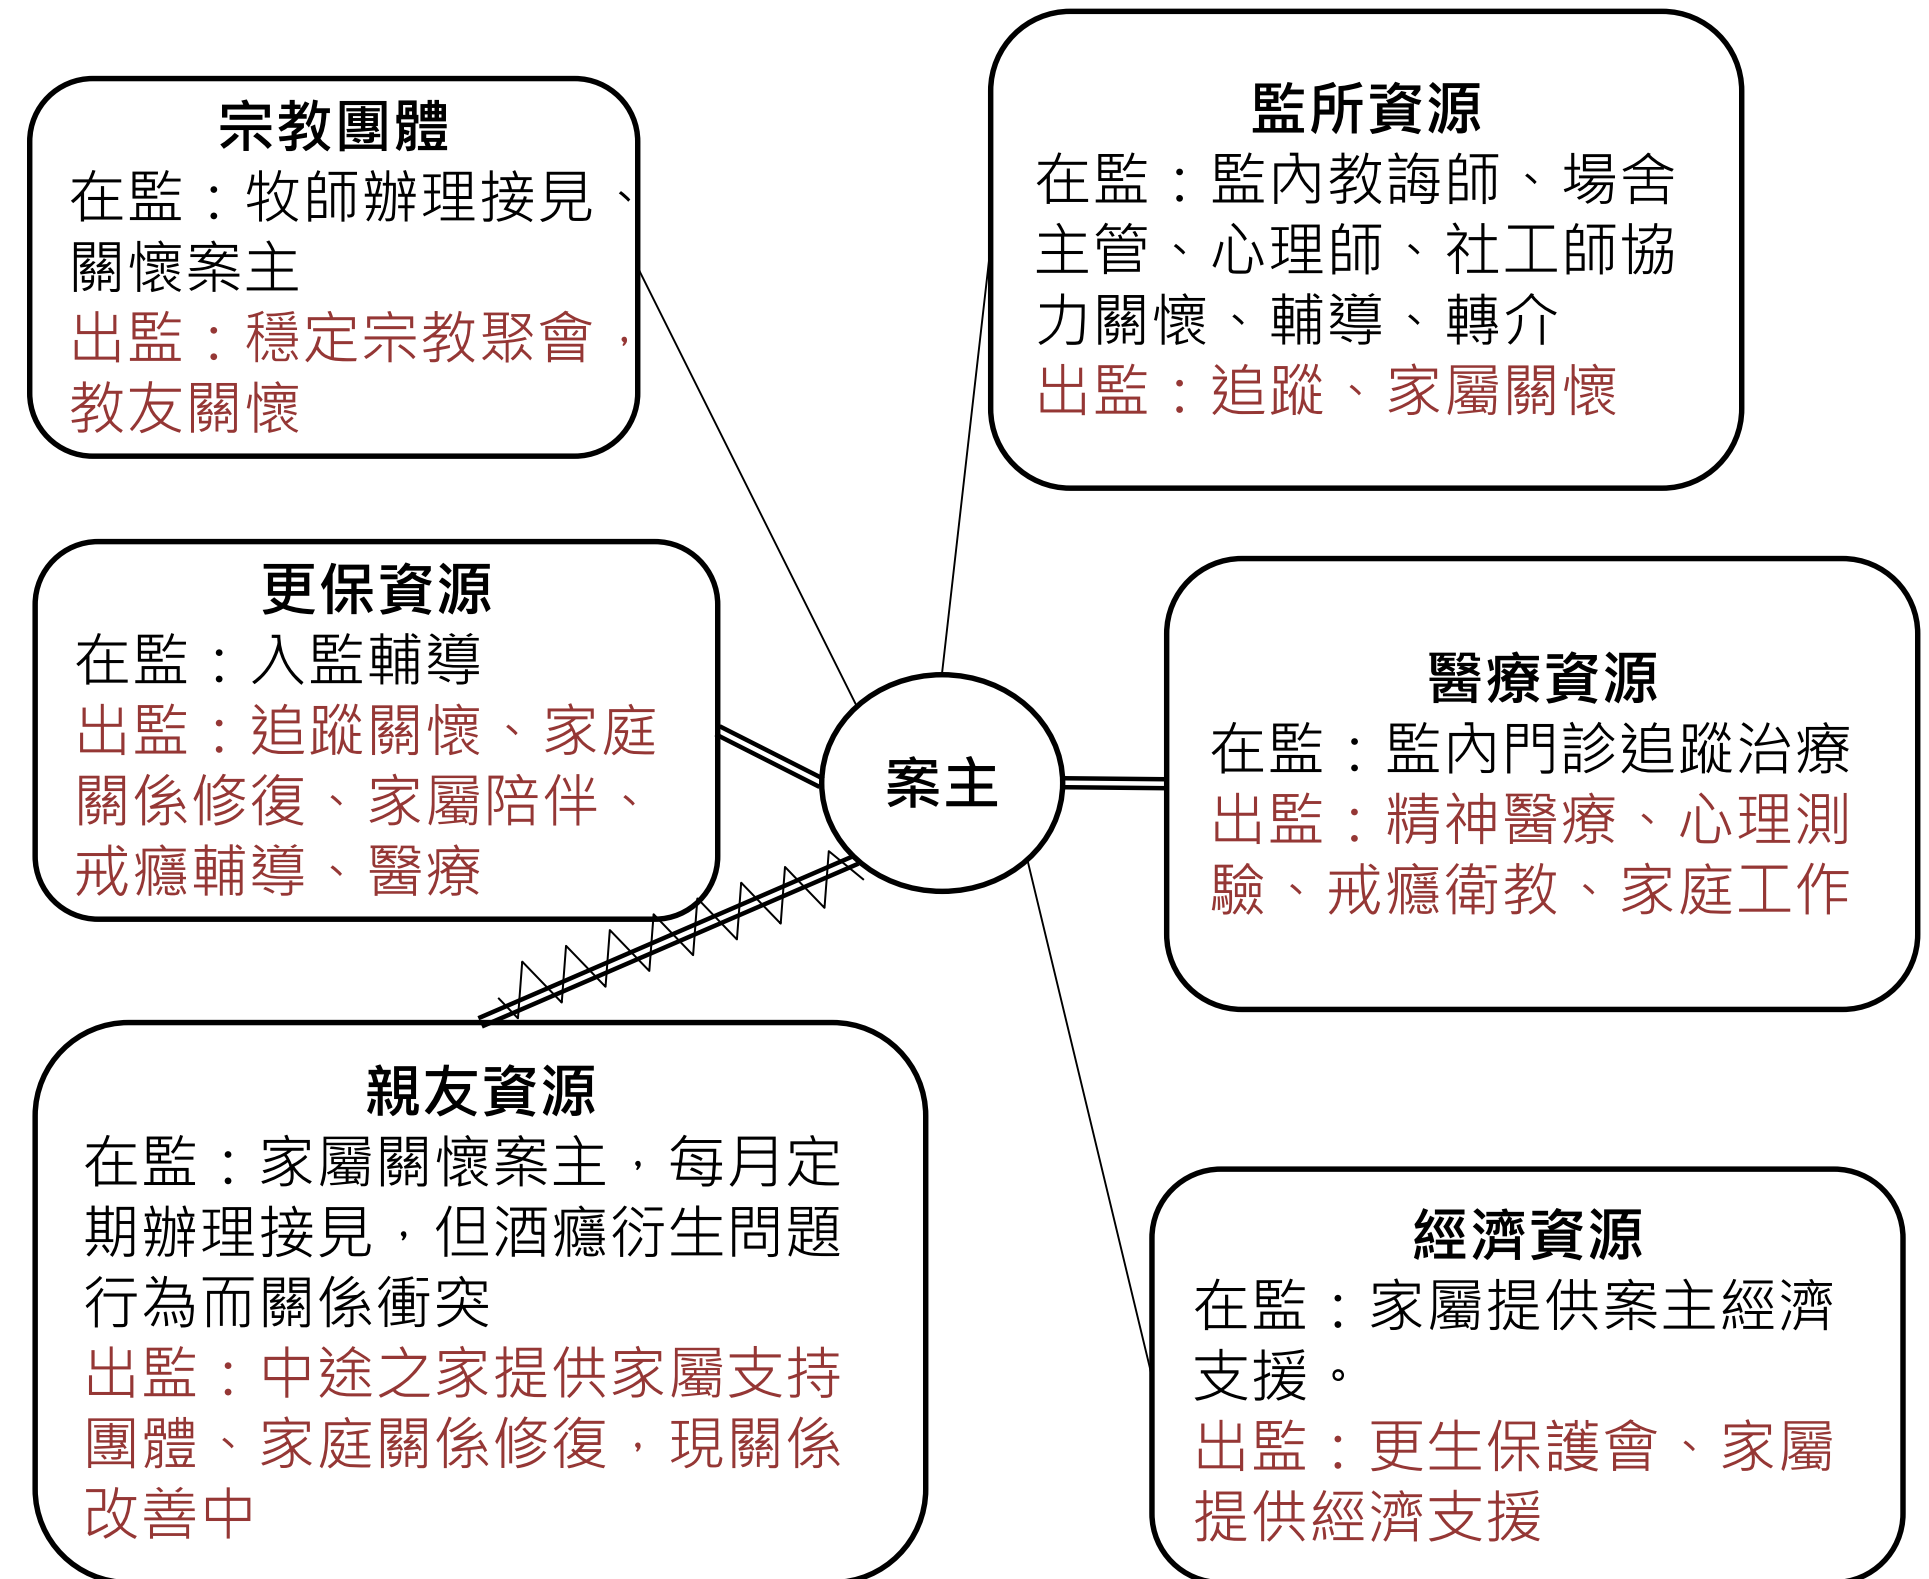 宗教團體
在監：牧師辦理接見、
關懷案主
出監：穩定宗教聚會，
教友關懷
監所資源
在監：監內教誨師、場舍
主管、心理師、社工師協
力關懷、輔導、轉介
出監：追蹤、家屬關懷
更保資源
在監：入監輔導
出監：追蹤關懷、家庭
關係修復、家屬陪伴、
戒癮輔導、醫療
案主
醫療資源
在監：監內門診追蹤治療
出監：精神醫療、心理測
驗、戒癮衛教、家庭工作
親友資源
在監：家屬關懷案主，每月定
期辦理接見，但酒癮衍生問題
行為而關係衝突
出監：中途之家提供家屬支持
團體、家庭關係修復，現關係
改善中
經濟資源
在監：家屬提供案主經濟
支援。
出監：更生保護會、家屬
提供經濟支援